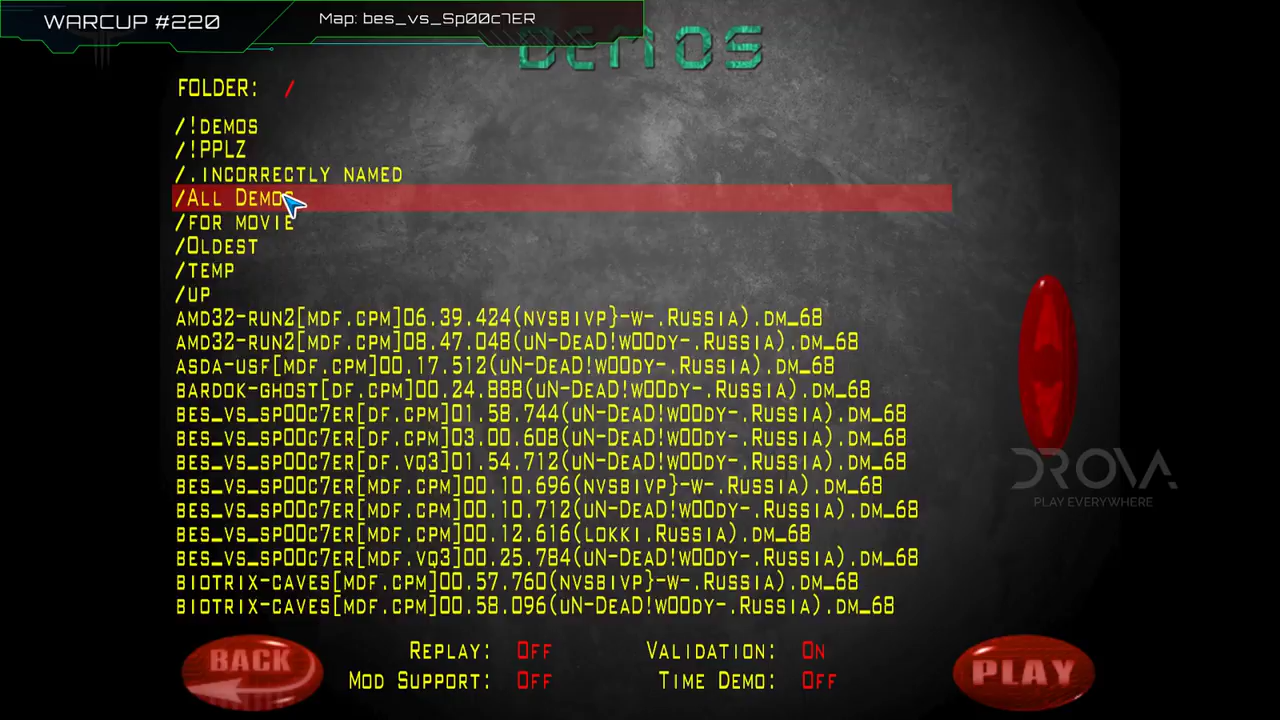 WARCUP #220
Map: bes_vs_Sp00c7ER
DEMOS
FOLDER: /
/!DEMOS
/!PPLZ
/.INCORRECTLY NAMED
/ALL DEMOS
/FOR MOVIE
/OLDEST
/TEMP
/UP
AMD32-RUN2[MDF.CPM]06.39.424(NVSBIVP}-W-.RUSSIA).DM_68
AMD32-RUN2[MDF.CPM]08.47.048(UN-DEAD!W00DY-.RUSSIA).DM_68
ASDA-USF[MDF.CPM]00.17.512(UN-DEAD!W00DY-.RUSSIA).DM_68
BARDOK-GHOST[DF.CPM]00.24.888(UN-DEAD!W00DY-.RUSSIA).DM_68
BES_VS_SP00C7ER[DF.CPM]01.58.744(UN-DEAD!W00DY-.RUSSIA).DM_68
BES_VS_SP00C7ER[DF.CPM]03.00.608(UN-DEAD!W00DY-.RUSSIA).DM_68
BES_VS_SP00C7ER[DF.VQ3]01.54.712(UN-DEAD!W00DY-.RUSSIA).DM_68
BES_VS_SP00C7ER[MDF.CPM]00.10.696(NVSBIVP}-W-.RUSSIA).DM_68
BES_VS_SP00C7ER[MDF.CPM]00.10.712(UN-DEAD!W00DY-.RUSSIA).DM_68
BES_VS_SP00C7ER[MDF.CPM]00.12.616(LOKKI.RUSSIA).DM_68
BES_VS_SP00C7ER[MDF.VQ3]00.25.784(UN-DEAD!W00DY-.RUSSIA).DM_68
BIOTRIX-CAVES[MDF.CPM]00.57.760(NVSBIVP}-W-.RUSSIA).DM_68
BIOTRIX-CAVES[MDF.CPM]00.58.096(UN-DEAD!W00DY-.RUSSIA).DM_68
DROVA
PLAY EVERYWHERE
BACK
REPLAY: OFF
VALIDATION: ON
MOD SUPPORT: OFF
TIME DEMO: OFF
PLAY